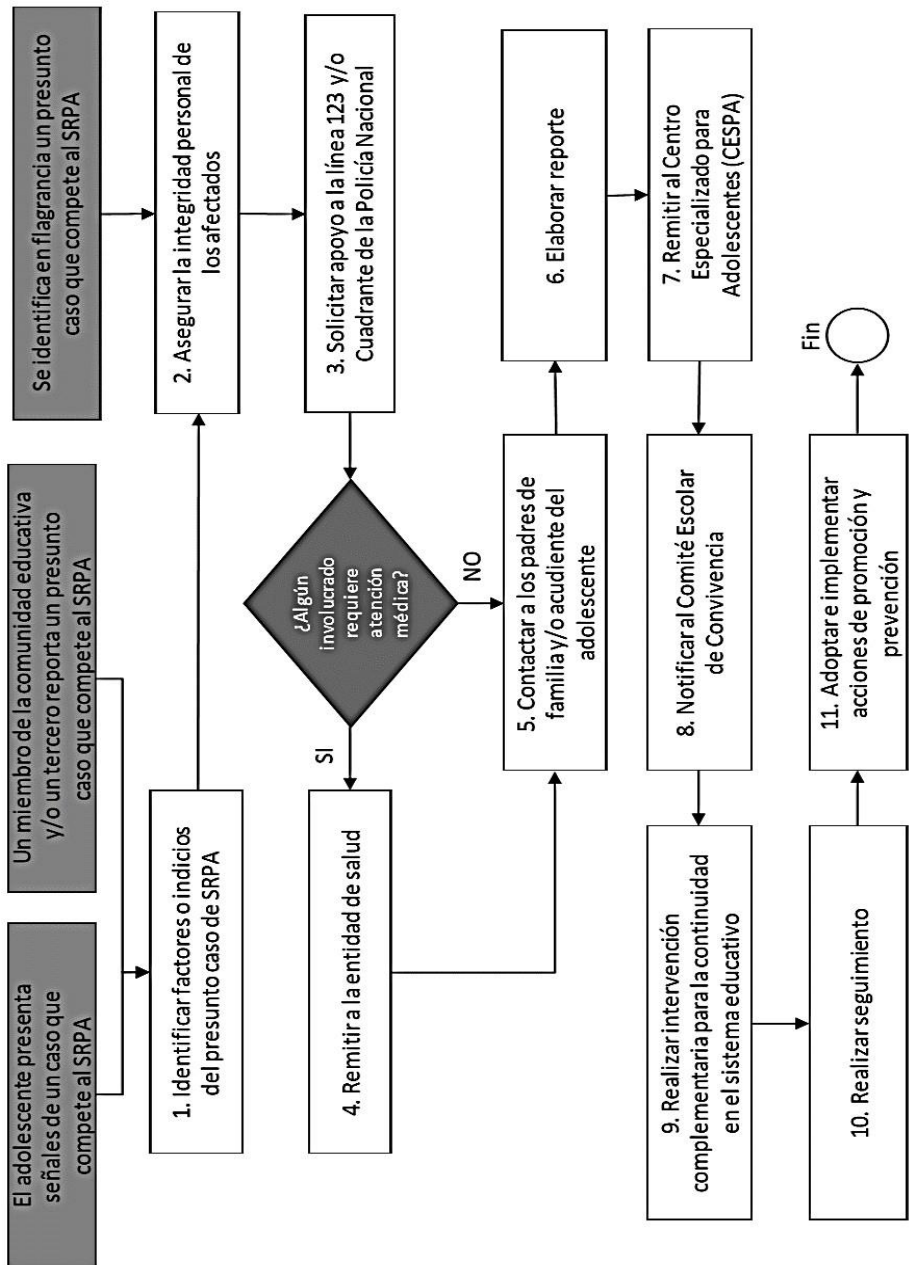 El adolescente presenta
señales de un caso que
compete al SRPA
Un miembro de la comunidad educativa
y/o un tercero reporta un presunto
caso que compete al SRPA
Se identifica en flagrancia un presunto
caso que compete al SRPA
1. Identificar factores o indicios
del presunto caso de SRPA
2. Asegurar la integridad personal de
los afectados
3. Solicitar apoyo a la línea 123 y/o
Cuadrante de la Policía Nacional
¿Algún
involucrado
requiere
atención
médica?
SI
NO
4. Remitir a la entidad de salud
5. Contactar a los padres de
familia y/o acudiente del
adolescente
6. Elaborar reporte
7. Remitir al Centro
Especializado para
Adolescentes (CESPA)
8. Notificar al Comité Escolar
de Convivencia
9. Realizar intervención
complementaria para la continuidad
en el sistema educativo
10. Realizar seguimiento
11. Adoptar e implementar
acciones de promoción y
prevención
Fin